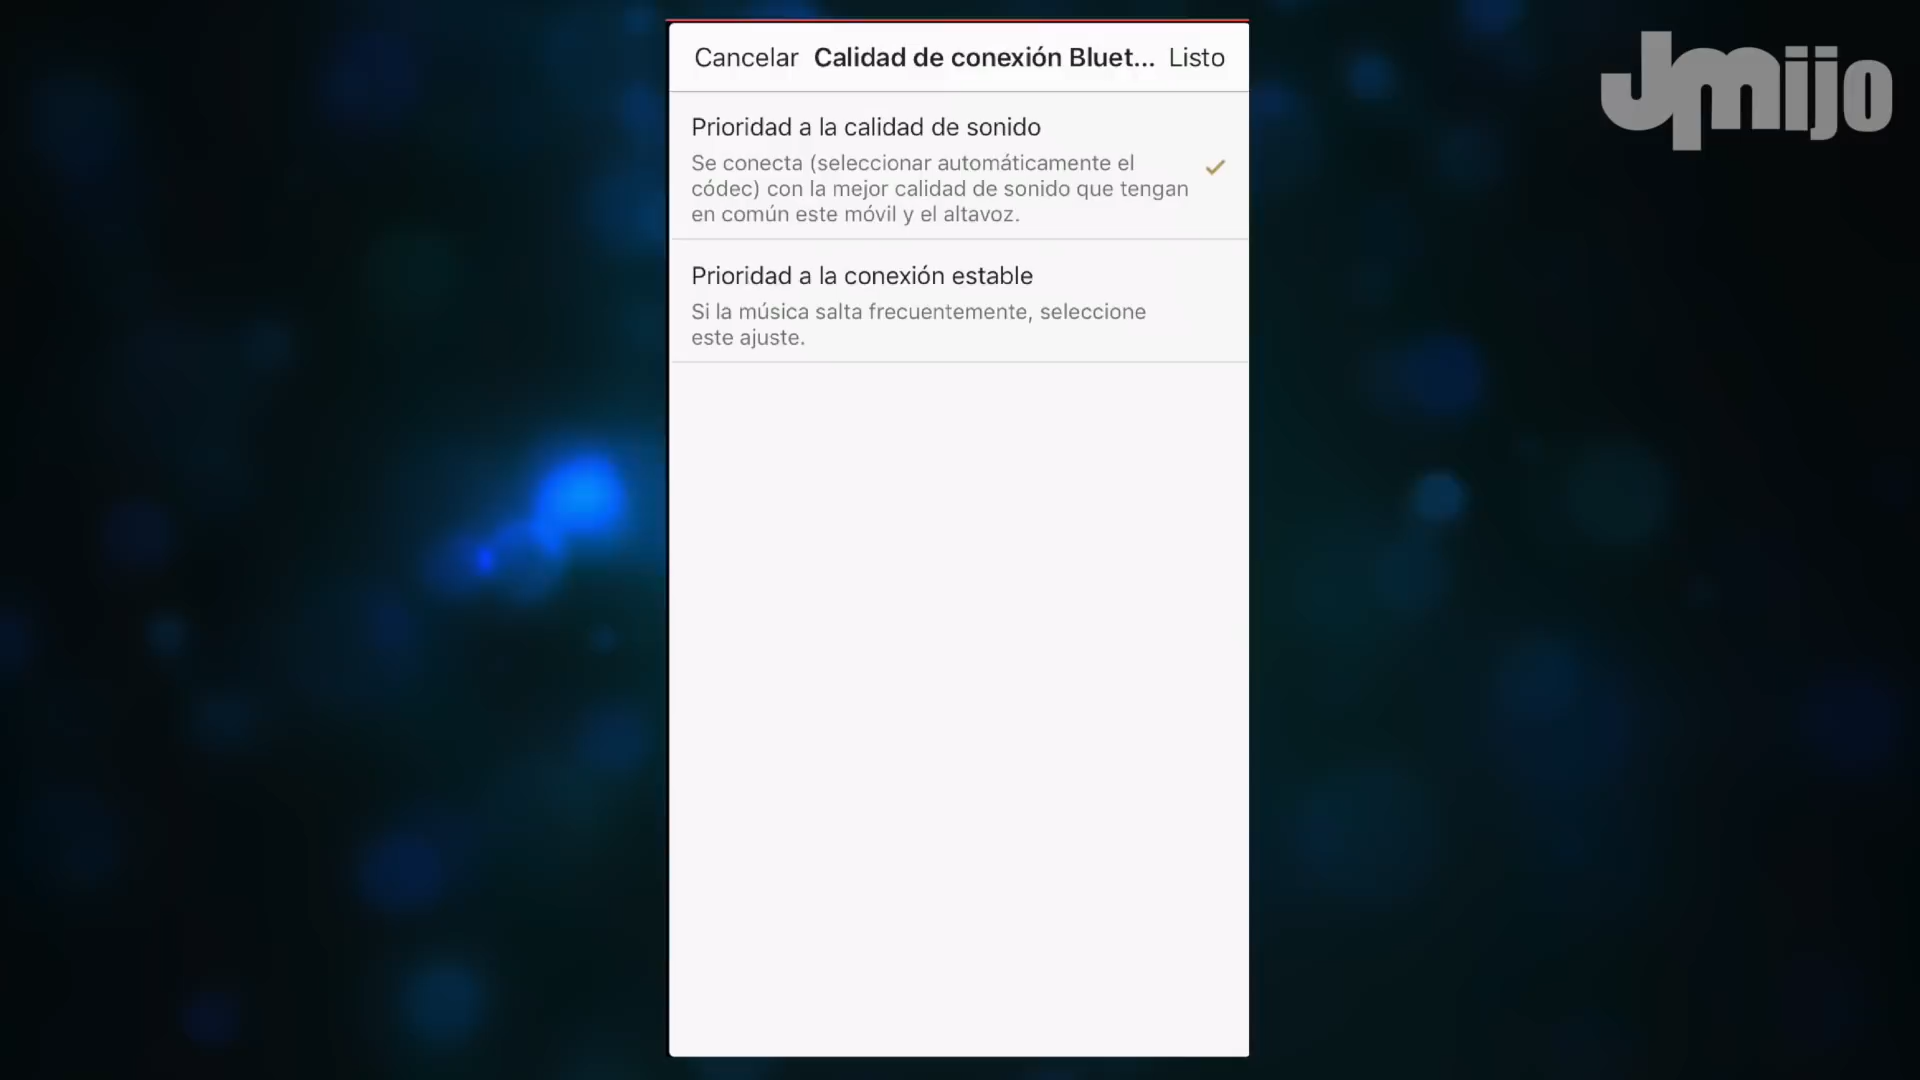 Cancelar Calidad de conexión Bluet... Listo
Jmijo
Prioridad a la calidad de sonido
Se conecta (seleccionar automáticamente el
códec) con la mejor calidad de sonido que tengan
en común este móvil y el altavoz.
Prioridad a la conexión estable
Si la música salta frecuentemente, seleccione
este ajuste.